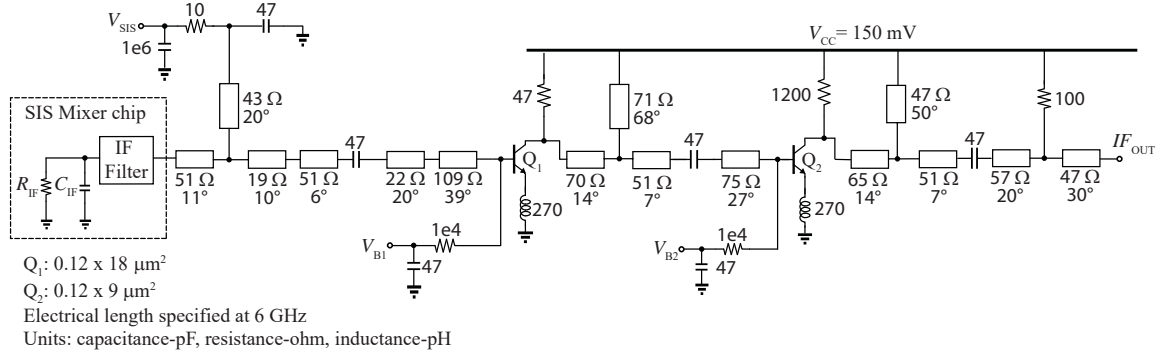 V_SIS
10
47
1e6
43 Ω
20°
SIS Mixer chip
IF
Filter
R_IF
C_IF
51 Ω
11°
19 Ω
10°
51 Ω
6°
47
22 Ω
20°
109 Ω
39°
V_B1
1e4
47
V_CC= 150 mV
47
Q_1
270
71 Ω
68°
70 Ω
14°
51 Ω
7°
47
75 Ω
27°
V_B2
1e4
47
1200
Q_2
270
47 Ω
50°
65 Ω
14°
51 Ω
7°
47
57 Ω
20°
100
47 Ω
30°
IF_OUT
Q_1: 0.12 x 18 μm²
Q_2: 0.12 x 9 μm²
Electrical length specified at 6 GHz
Units: capacitance-pF, resistance-ohm, inductance-pH